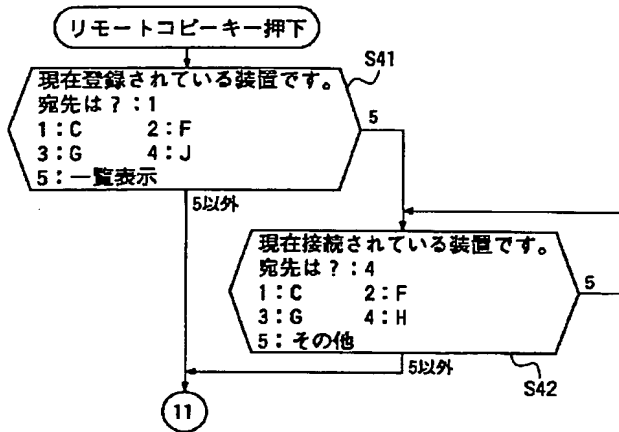 リモートコピーキー押下
S41
現在登録されている装置です。
宛先は?:1
1:C 2:F
3:G 4:J
5:一覧表示
5
5以外
現在接続されている装置です。
宛先は?:4
1:C 2:F
3:G 4:H
5:その他
5
5以外
S42
11